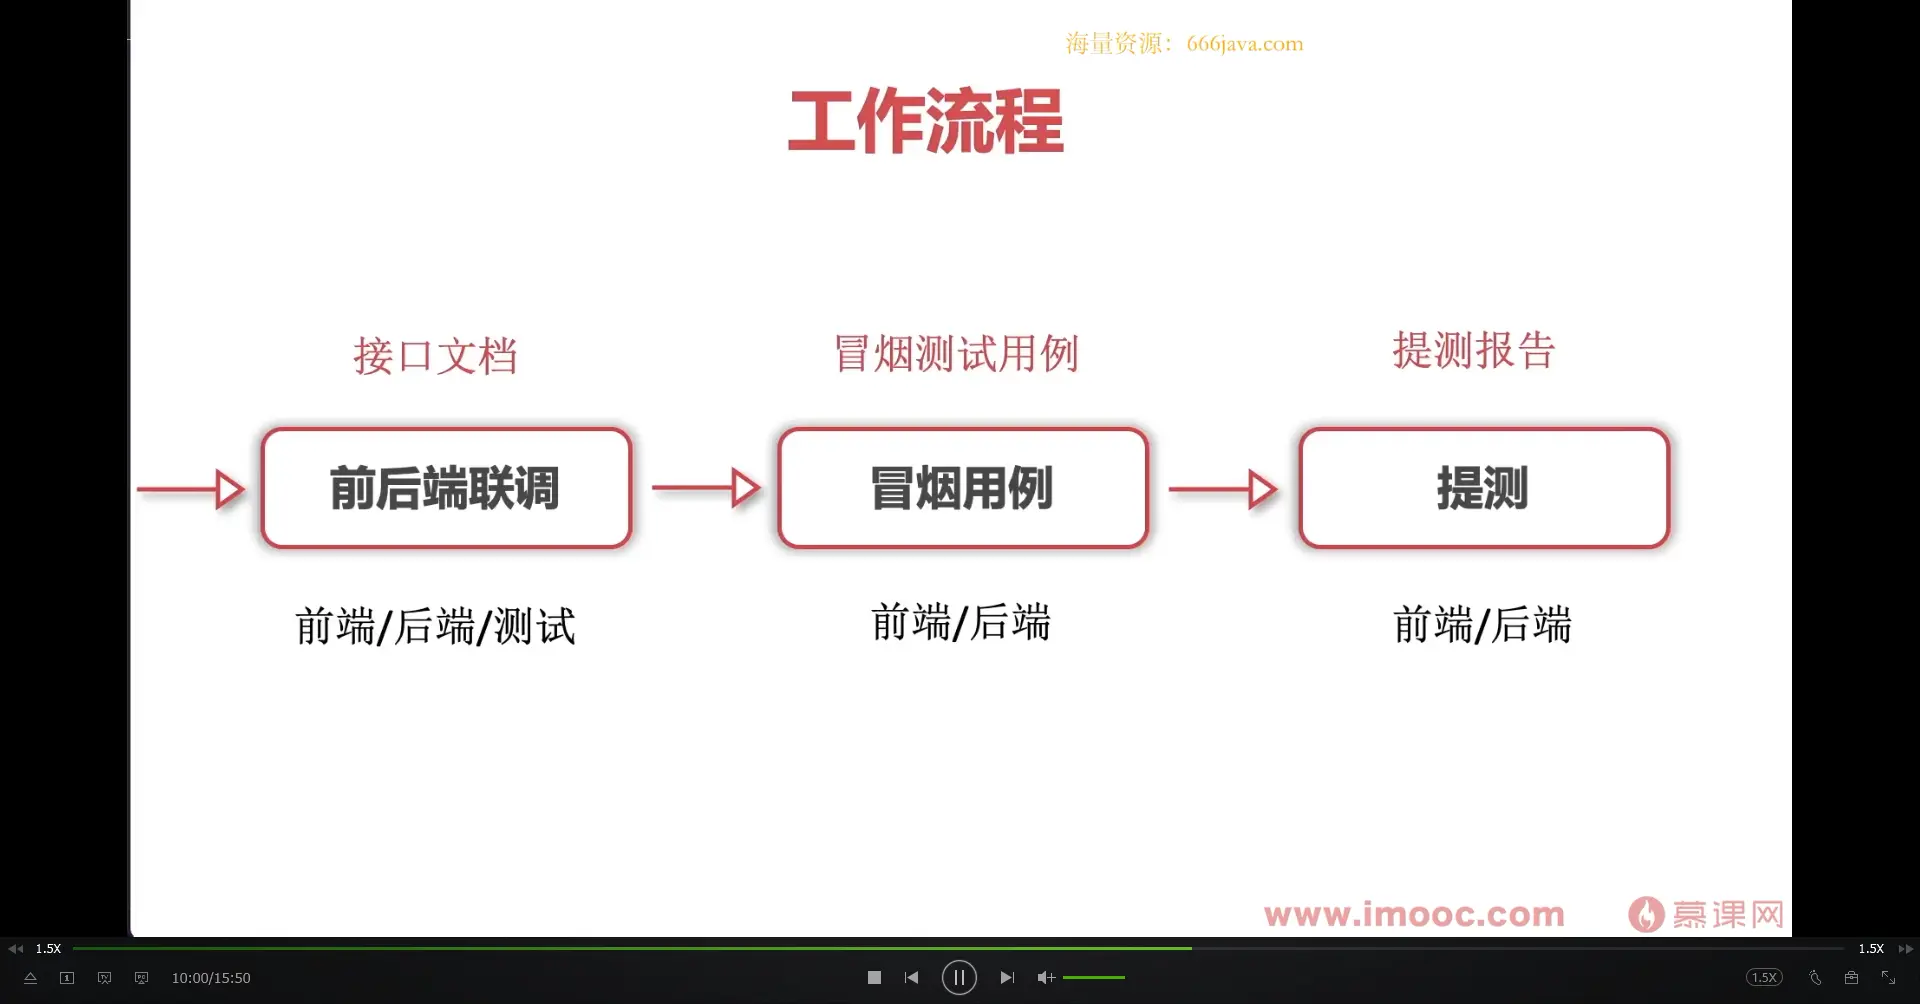 海量资源：666java.com
工作流程
接口文档
冒烟测试用例
提测报告
前后端联调
冒烟用例
提测
前端/后端/测试
前端/后端
前端/后端
www.imooc.com
慕课网
1.5X
1.5X
10:00/15:50
1.5X